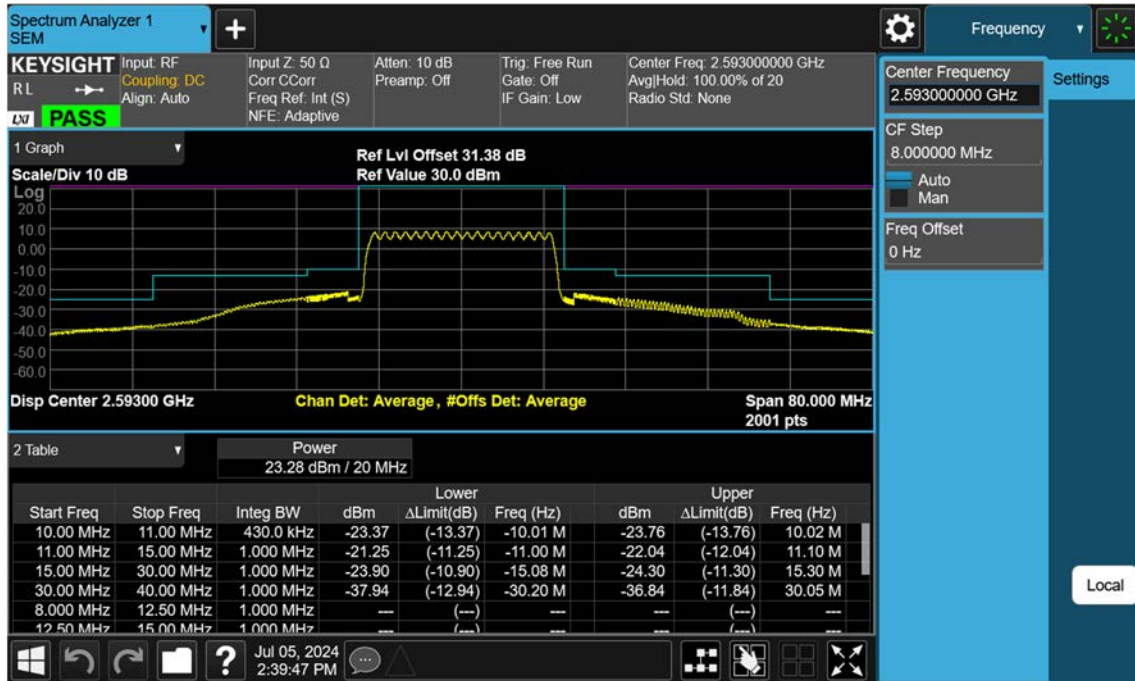 Spectrum Analyzer 1
SEM
Frequency
KEYSIGHT
R L
LXI
PASS
Input: RF
Coupling: DC
Align: Auto
Input Z: 50 Ω
Corr CCorr
Freq Ref: Int (S)
NFE: Adaptive
Atten: 10 dB
Preamp: Off
Trig: Free Run
Gate: Off
IF Gain: Low
Center Freq: 2.593000000 GHz
Avg|Hold: 100.00% of 20
Radio Std: None
Center Frequency
2.593000000 GHz
Settings
CF Step
8.000000 MHz
Auto
Man
Freq Offset
0 Hz
Local
1 Graph
Ref Lvl Offset 31.38 dB
Scale/Div 10 dB
Ref Value 30.0 dBm
Log
20.0
10.0
0.00
-10.0
-20.0
-30.0
-40.0
-50.0
-60.0
Disp Center 2.59300 GHz
Chan Det: Average, #Offs Det: Average
Span 80.000 MHz
2001 pts
2 Table
Power
23.28 dBm / 20 MHz
Lower Upper
Start Freq Stop Freq Integ BW dBm ΔLimit(dB) Freq (Hz) dBm ΔLimit(dB) Freq (Hz)
10.00 MHz 11.00 MHz 430.0 kHz -23.37 (-13.37) -10.01 M -23.76 (-13.76) 10.02 M
11.00 MHz 15.00 MHz 1.000 MHz -21.25 (-11.25) -11.00 M -22.04 (-12.04) 11.10 M
15.00 MHz 30.00 MHz 1.000 MHz -23.90 (-10.90) -15.08 M -24.30 (-11.30) 15.30 M
30.00 MHz 40.00 MHz 1.000 MHz -37.94 (-12.94) -30.20 M -36.84 (-11.84) 30.05 M
8.000 MHz 12.50 MHz 1.000 MHz --- (---) --- --- (---) ---
12.50 MHz 15.00 MHz 1.000 MHz --- (---) --- --- (---) ---
Jul 05, 2024
2:39:47 PM